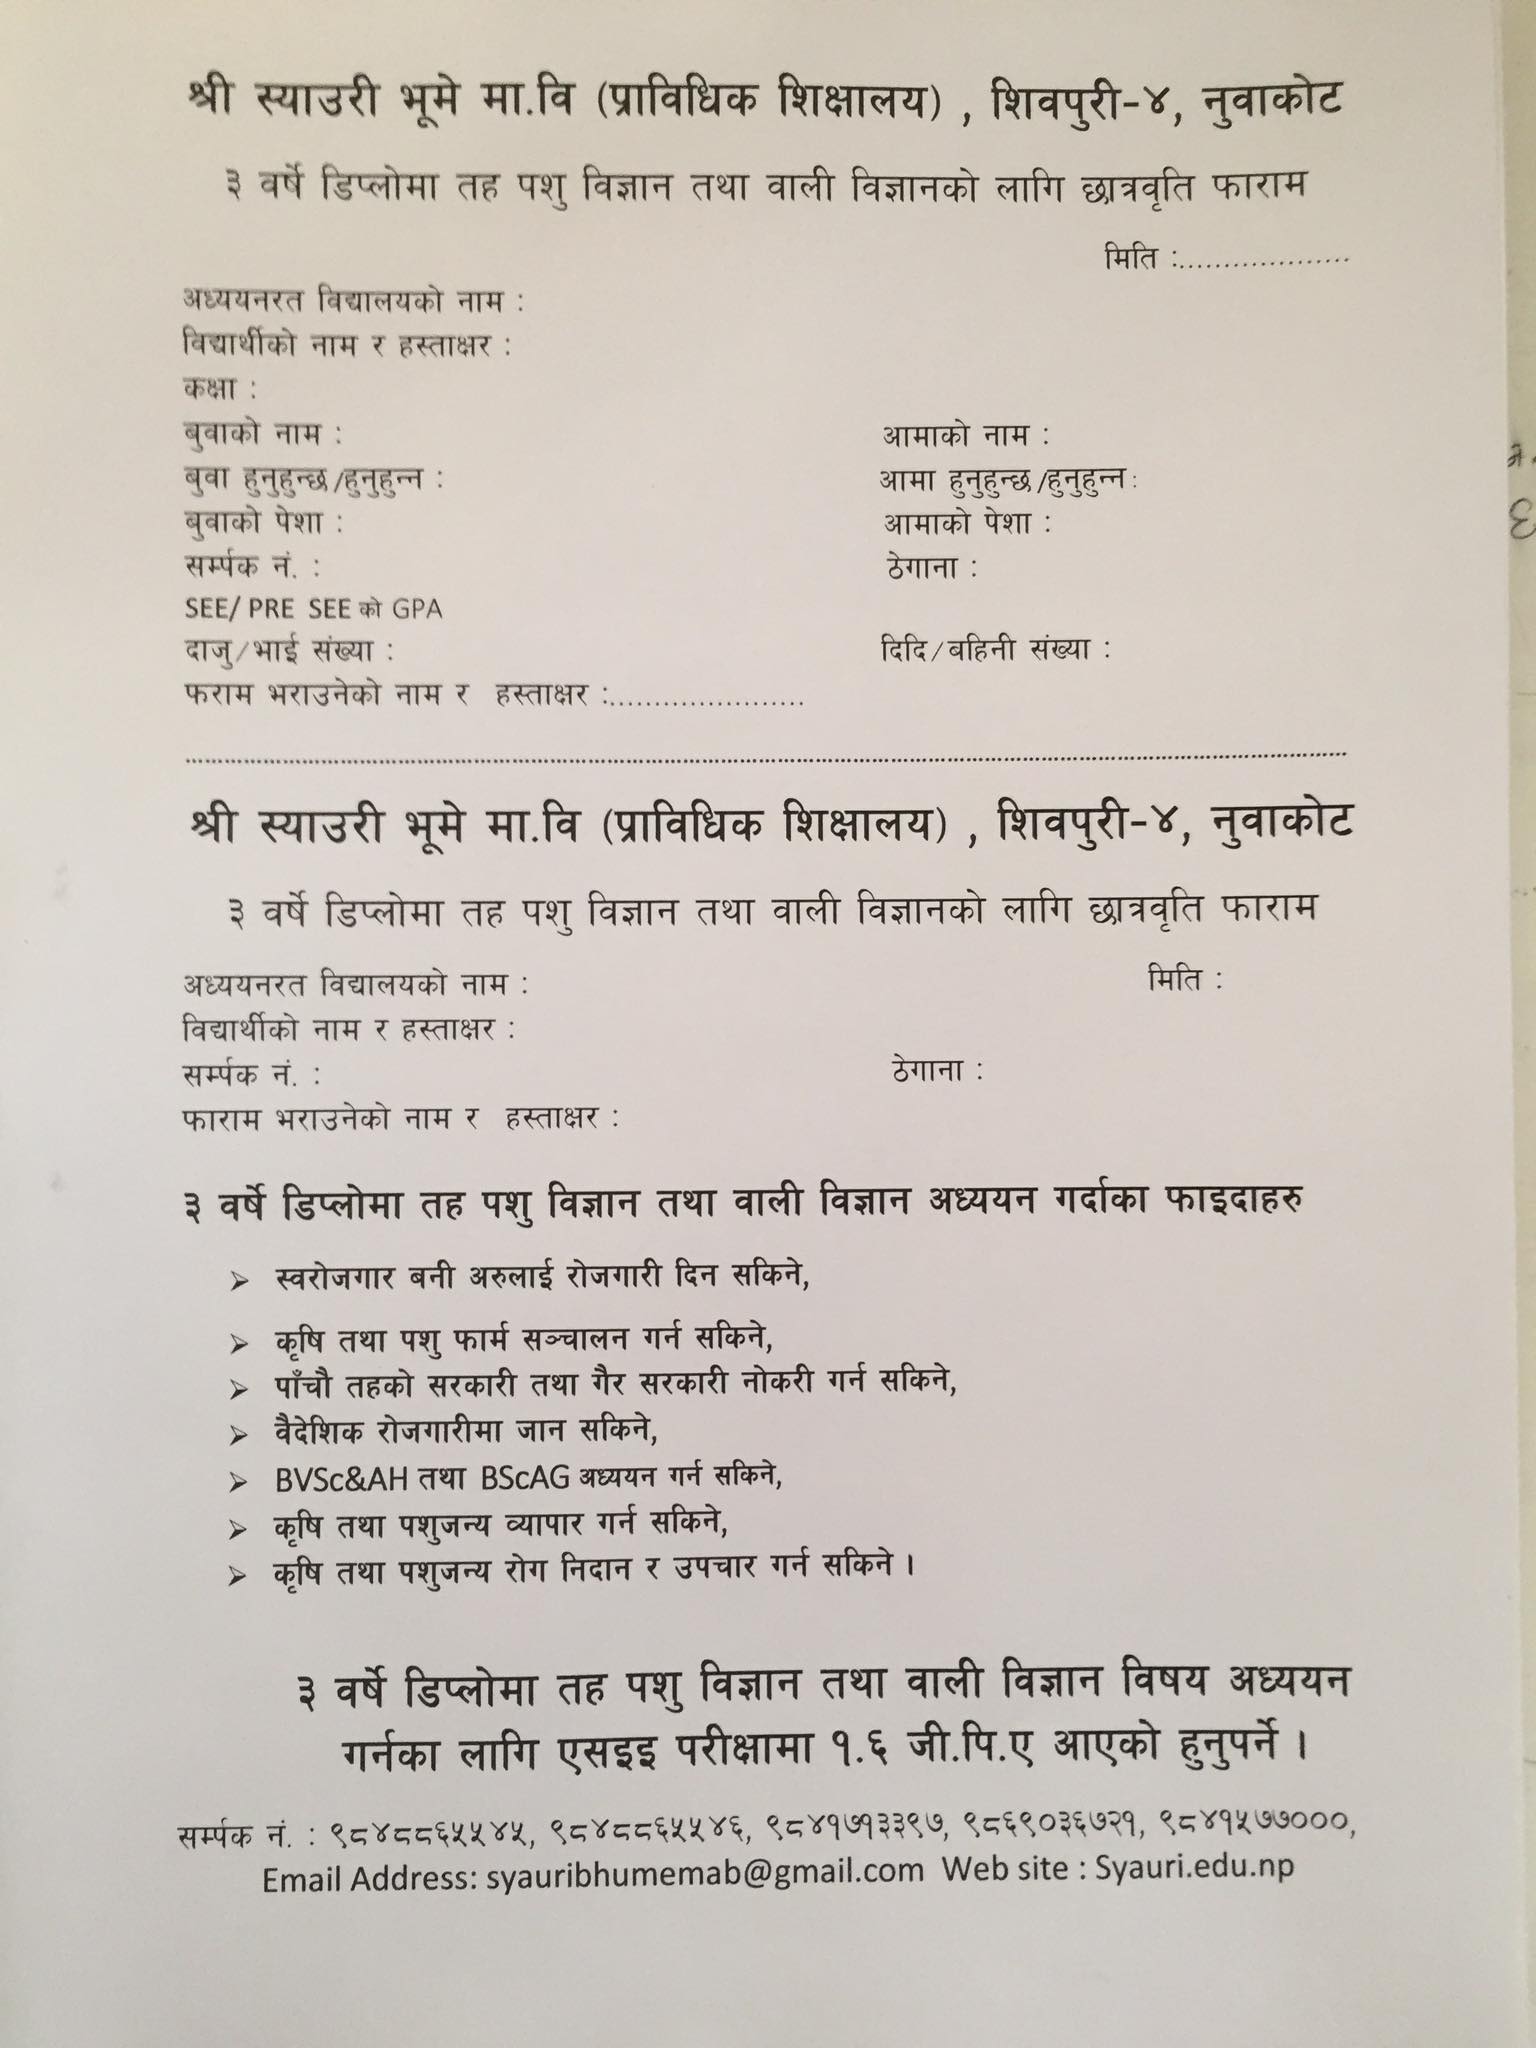 श्री स्याउरी भूमे मा.वि (प्राविधिक शिक्षालय) , शिवपुरी-४, नुवाकोट
३ वर्षे डिप्लोमा तह पशु विज्ञान तथा वाली विज्ञानको लागि छात्रवृति फाराम
मिति :...................
अध्ययनरत विद्यालयको नाम :
विद्यार्थीको नाम र हस्ताक्षर :
कक्षा :
बुवाको नाम : आमाको नाम :
बुवा हुनुहुन्छ/हुनुहुन्न : आमा हुनुहुन्छ/हुनुहुन्न:
बुवाको पेशा : आमाको पेशा :
सर्म्पक नं. : ठेगाना :
SEE/ PRE SEE को GPA
दाजु/भाई संख्या : दिदि/बहिनी संख्या :
फराम भराउनेको नाम र हस्ताक्षर :......................
श्री स्याउरी भूमे मा.वि (प्राविधिक शिक्षालय) , शिवपुरी-४, नुवाकोट
३ वर्षे डिप्लोमा तह पशु विज्ञान तथा वाली विज्ञानको लागि छात्रवृति फाराम
अध्ययनरत विद्यालयको नाम : मिति :
विद्यार्थीको नाम र हस्ताक्षर :
सर्म्पक नं. : ठेगाना :
फाराम भराउनेको नाम र हस्ताक्षर :
३ वर्षे डिप्लोमा तह पशु विज्ञान तथा वाली विज्ञान अध्ययन गर्दाका फाइदाहरु
➢ स्वरोजगार बनी अरुलाई रोजगारी दिन सकिने,
➢ कृषि तथा पशु फार्म सञ्चालन गर्न सकिने,
➢ पाँचौ तहको सरकारी तथा गैर सरकारी नोकरी गर्न सकिने,
➢ वैदेशिक रोजगारीमा जान सकिने,
➢ BVSc&AH तथा BScAG अध्ययन गर्न सकिने,
➢ कृषि तथा पशुजन्य व्यापार गर्न सकिने,
➢ कृषि तथा पशुजन्य रोग निदान र उपचार गर्न सकिने ।
३ वर्षे डिप्लोमा तह पशु विज्ञान तथा वाली विज्ञान विषय अध्ययन
गर्नका लागि एसइइ परीक्षामा १.६ जी.पि.ए आएको हुनुपर्ने ।
सर्म्पक नं. : ९८४८८६५५४५, ९८४८८६५५४६, ९८४१७१३३९७, ९८६९०३६७२१, ९८४१५७७०००,
Email Address: syauribhumemab@gmail.com Web site : Syauri.edu.np